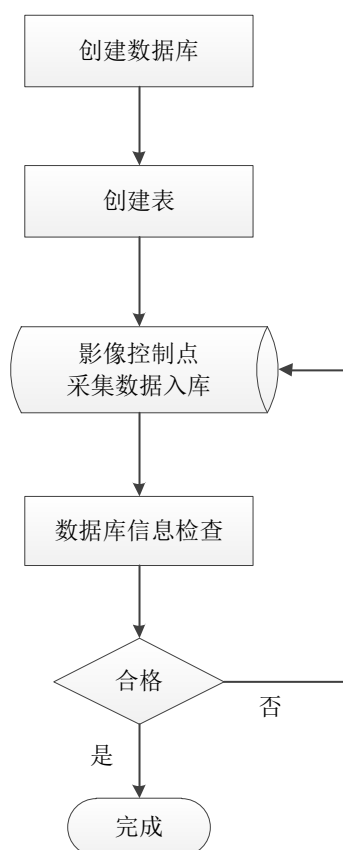 创建数据库
创建表
影像控制点
采集数据入库
数据库信息检查
合格
否
是
完成